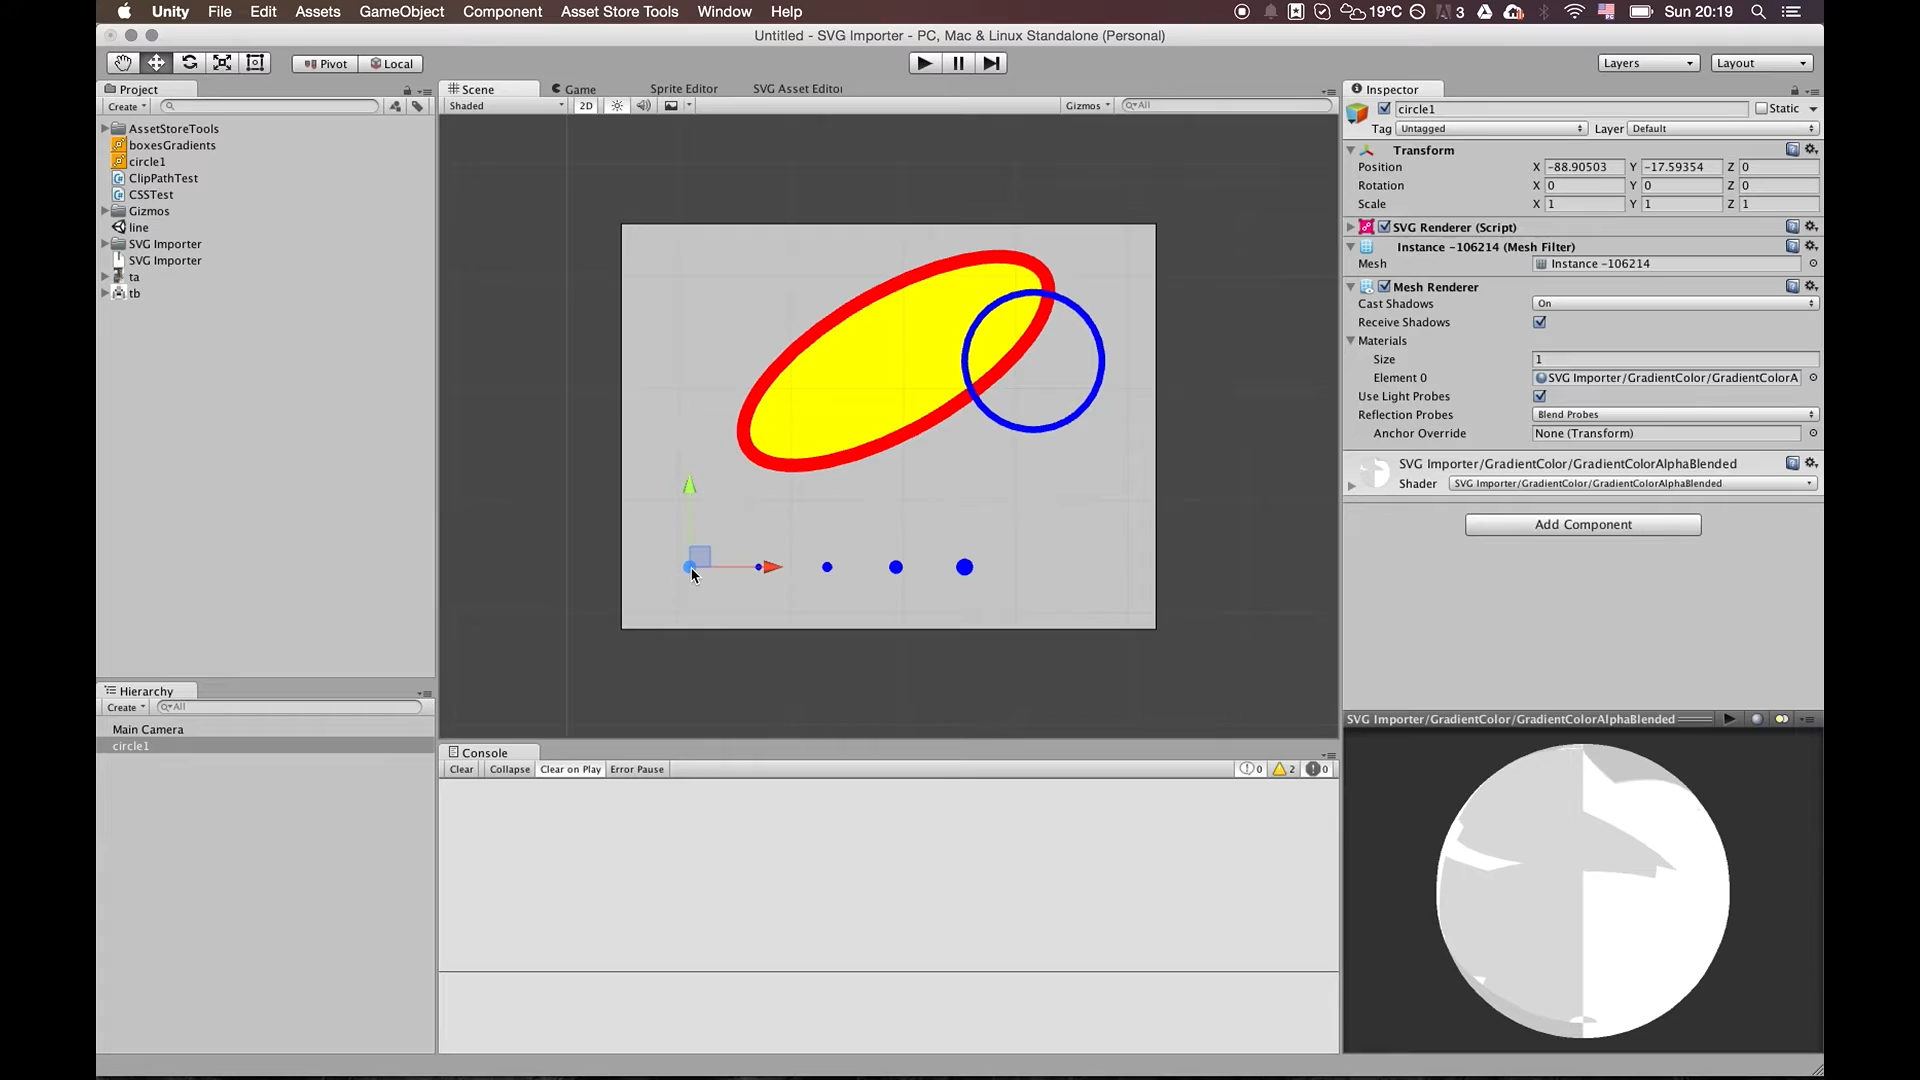 Unity File Edit Assets GameObject Component Asset Store Tools Window Help 19°C 3 Sun 20:19
Untitled - SVG Importer - PC, Mac & Linux Standalone (Personal)
Pivot Local Layers Layout
Project
Create
AssetStoreTools
boxesGradients
circle1
ClipPathTest
CSSTest
Gizmos
line
SVG Importer
SVG Importer
ta
tb
Hierarchy
Create All
Main Camera
circle1
Scene Game Sprite Editor SVG Asset Editor
Shaded 2D Gizmos All
Console
Clear Collapse Clear on Play Error Pause 0 2 0
Inspector
circle1 Static
Tag Untagged Layer Default
Transform
Position X -88.90503 Y -17.59354 Z 0
Rotation X 0 Y 0 Z 0
Scale X 1 Y 1 Z 1
SVG Renderer (Script)
Instance -106214 (Mesh Filter)
Mesh Instance -106214
Mesh Renderer
Cast Shadows On
Receive Shadows
Materials
Size 1
Element 0 SVG Importer/GradientColor/GradientColorA
Use Light Probes
Reflection Probes Blend Probes
Anchor Override None (Transform)
SVG Importer/GradientColor/GradientColorAlphaBlended
Shader SVG Importer/GradientColor/GradientColorAlphaBlended
Add Component
SVG Importer/GradientColor/GradientColorAlphaBlended